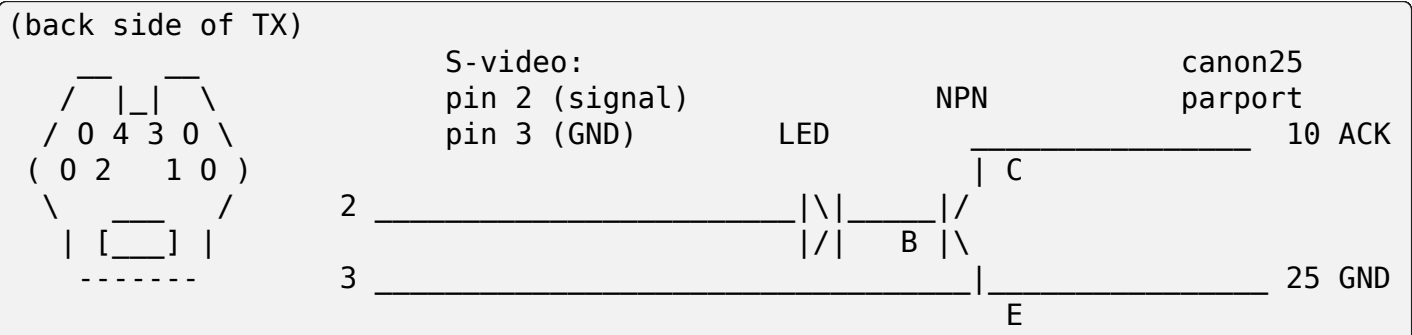 (back side of TX)
S-video: canon25
pin 2 (signal) NPN parport
0 4 3 0 pin 3 (GND) LED 10 ACK
0 2 1 0 C
2
B
3 25 GND
E